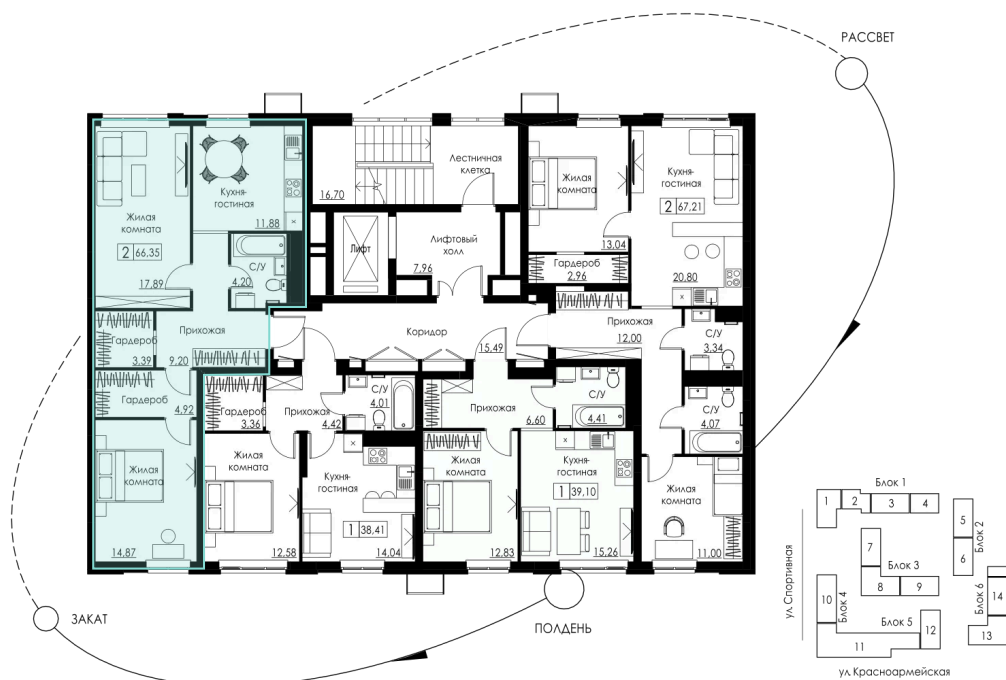 РАССВЕТ
Жилая
комната
2 66,35
17.89
Кухня-
гостиная
11.88
С/У
4.20
Прихожая
9.20
Гардероб
3.39
Гардероб
4.92
Жилая
комната
14.87
Лестничная
клетка
16.70
Лифт
Лифтовый
холл
7.96
Коридор
15.49
Жилая
комната
13.04
Гардероб
2.96
Кухня-
гостиная
2 67,21
20.80
Прихожая
12.00
С/У
3.34
С/У
4.07
Жилая
комната
11.00
Гардероб
3.36
Прихожая
4.42
С/У
4.01
Жилая
комната
12.58
Кухня-
гостиная
1 38,41
14.04
Прихожая
6.60
С/У
4.41
Жилая
комната
12.83
Кухня-
гостиная
1 39,10
15.26
ЗАКАТ
ПОЛДЕНЬ
Блок 1
1
2
3
4
5
6
Блок 2
7
8
9
Блок 3
10
Блок 4
11
12
Блок 5
13
14
Блок 6
ул. Спортивная
ул. Красноармейская